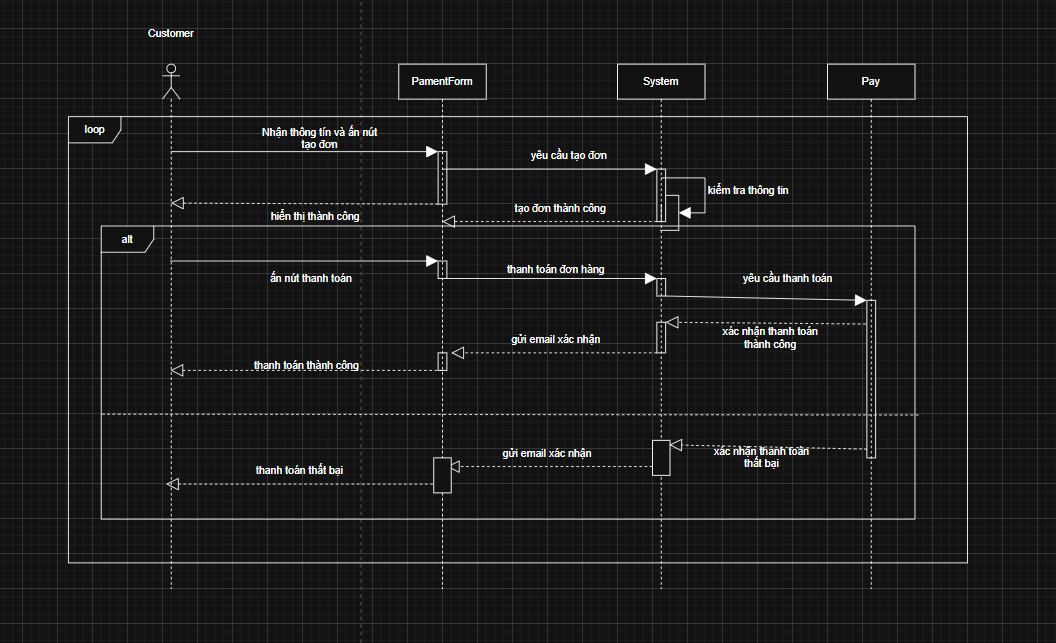 Customer
PamentForm
System
Pay
loop
Nhận thông tín và ấn nút
tạo đơn
yêu cầu tạo đơn
kiểm tra thông tin
tạo đơn thành công
hiển thị thành công
alt
ấn nút thanh toán
thanh toán đơn hàng
yêu cầu thanh toán
xác nhận thanh toán
thành công
gửi email xác nhận
thanh toán thành công
xác nhận thanh toán
thất bại
gửi email xác nhận
thanh toán thất bại